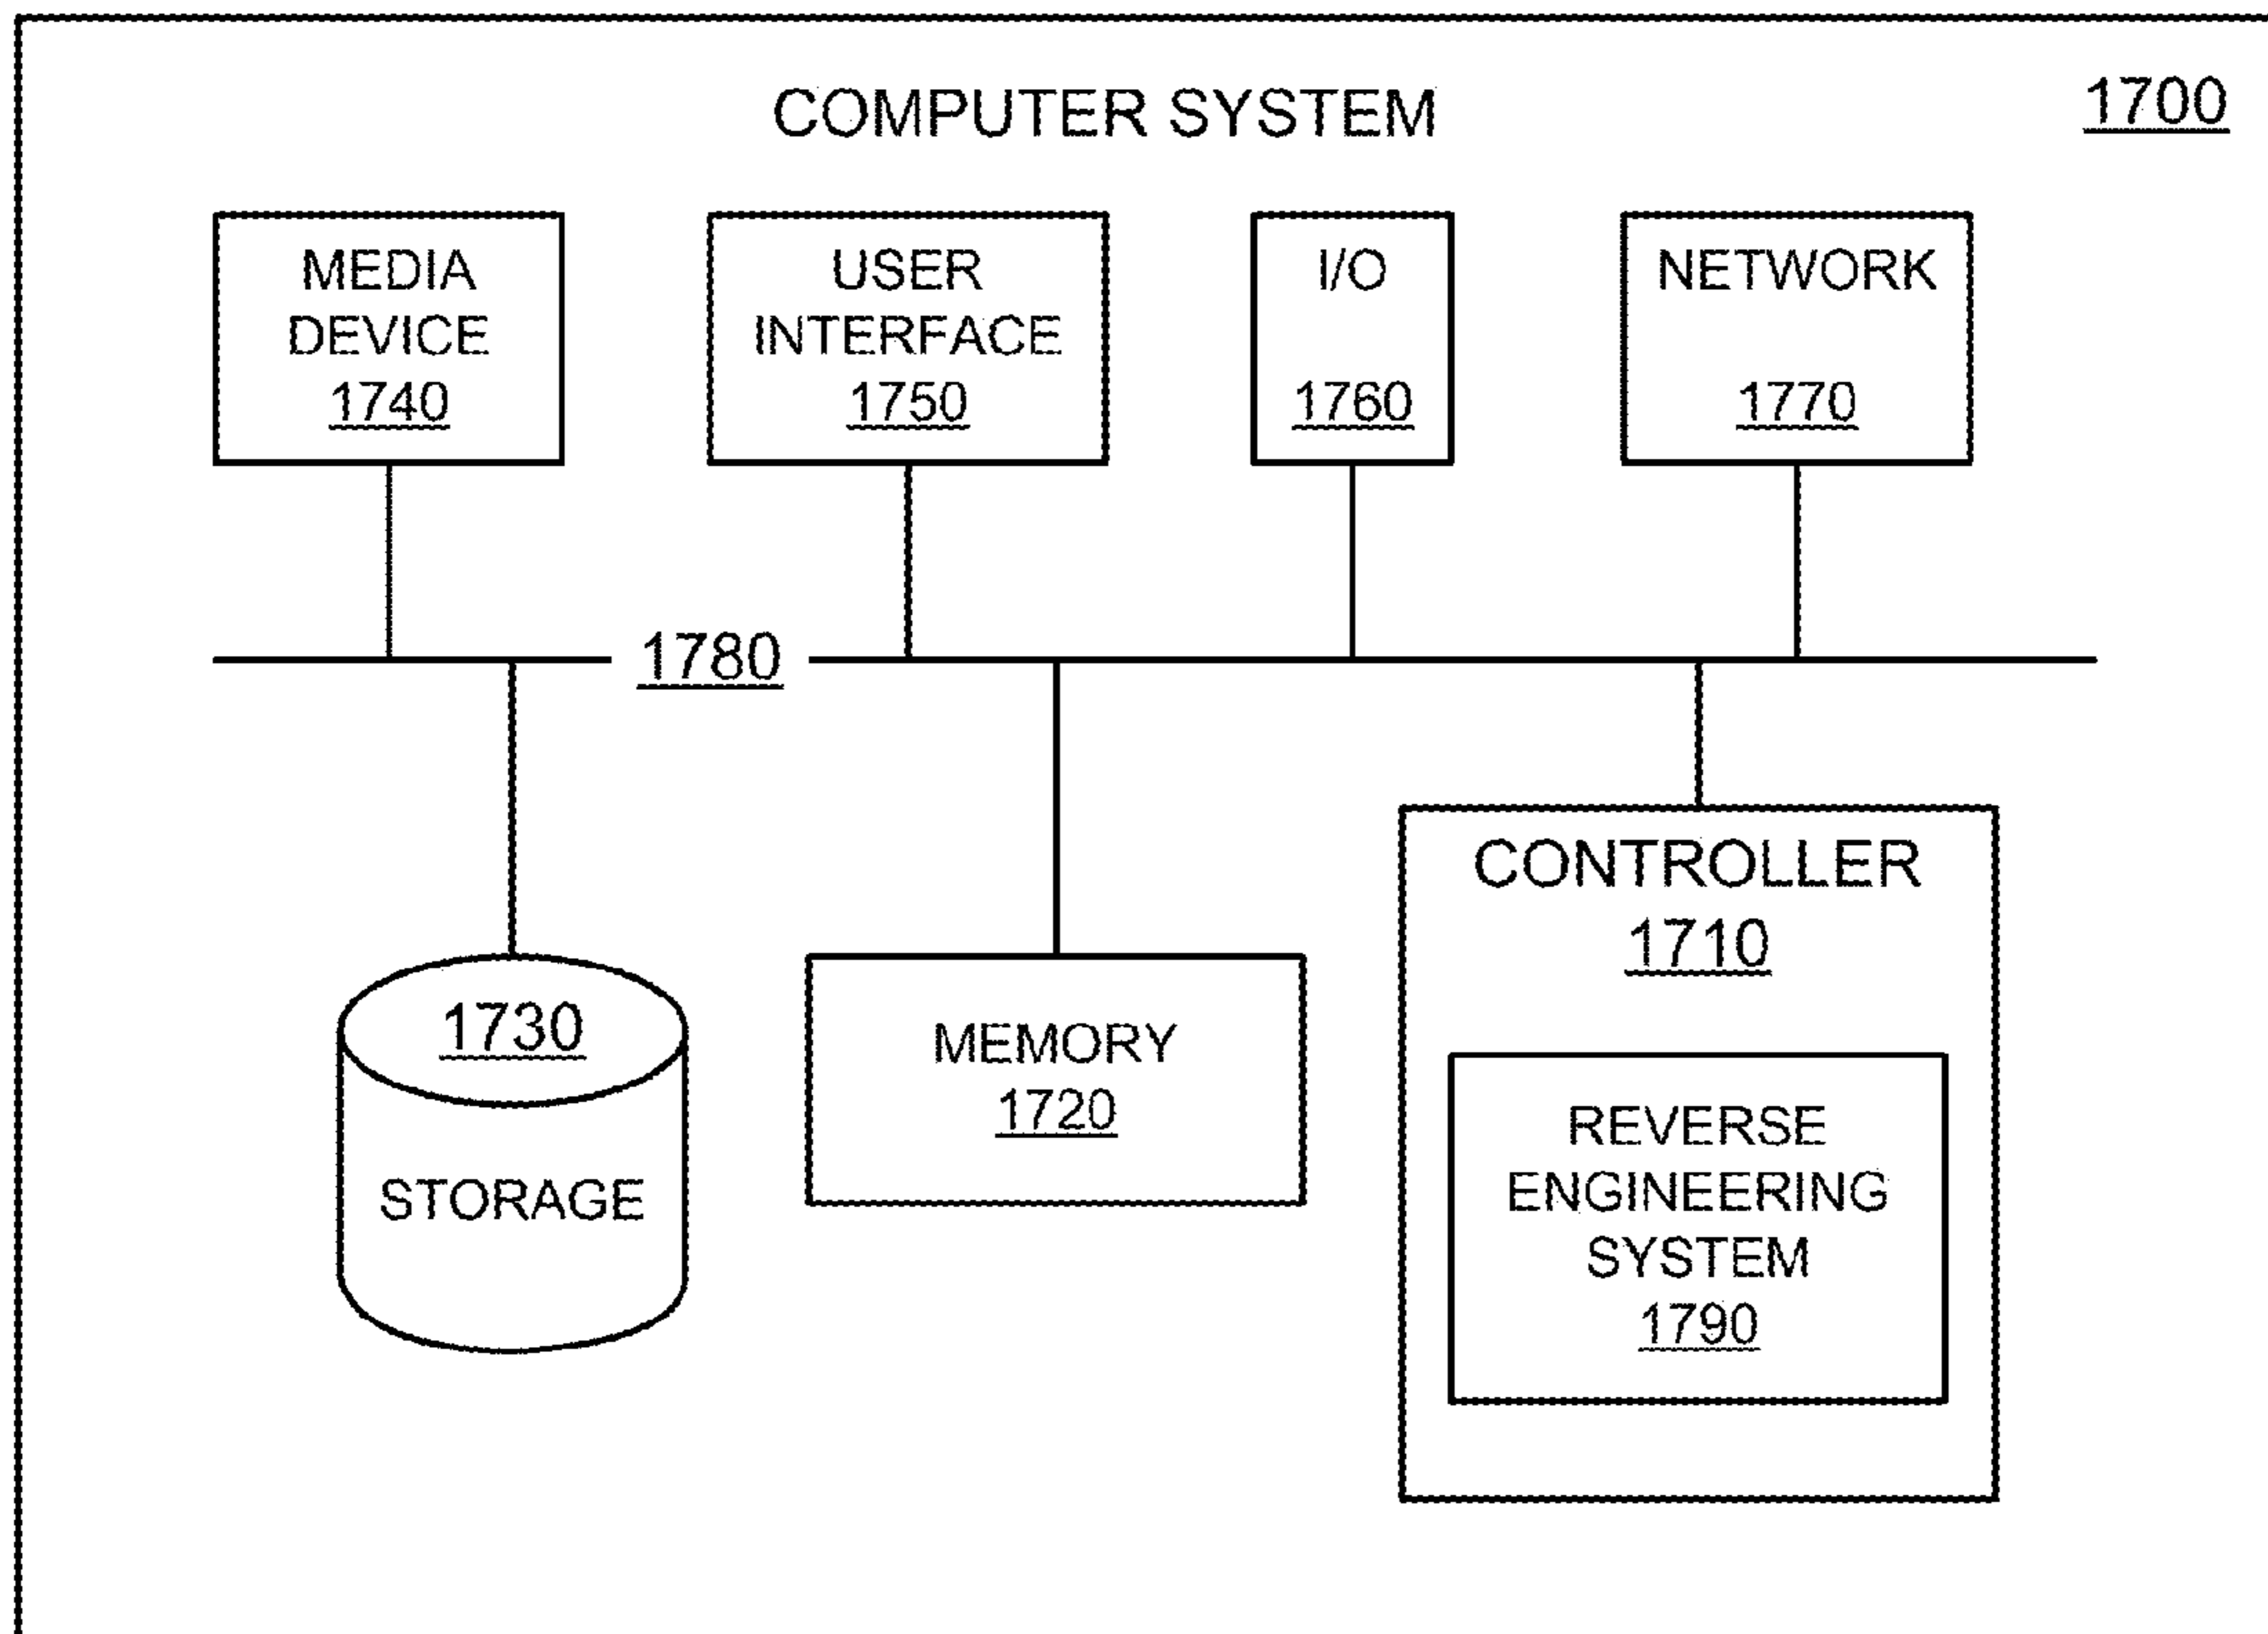 COMPUTER SYSTEM
1700
MEDIA
DEVICE
1740
USER
INTERFACE
1750
I/O
1760
NETWORK
1770
1780
1730
STORAGE
MEMORY
1720
CONTROLLER
1710
REVERSE
ENGINEERING
SYSTEM
1790